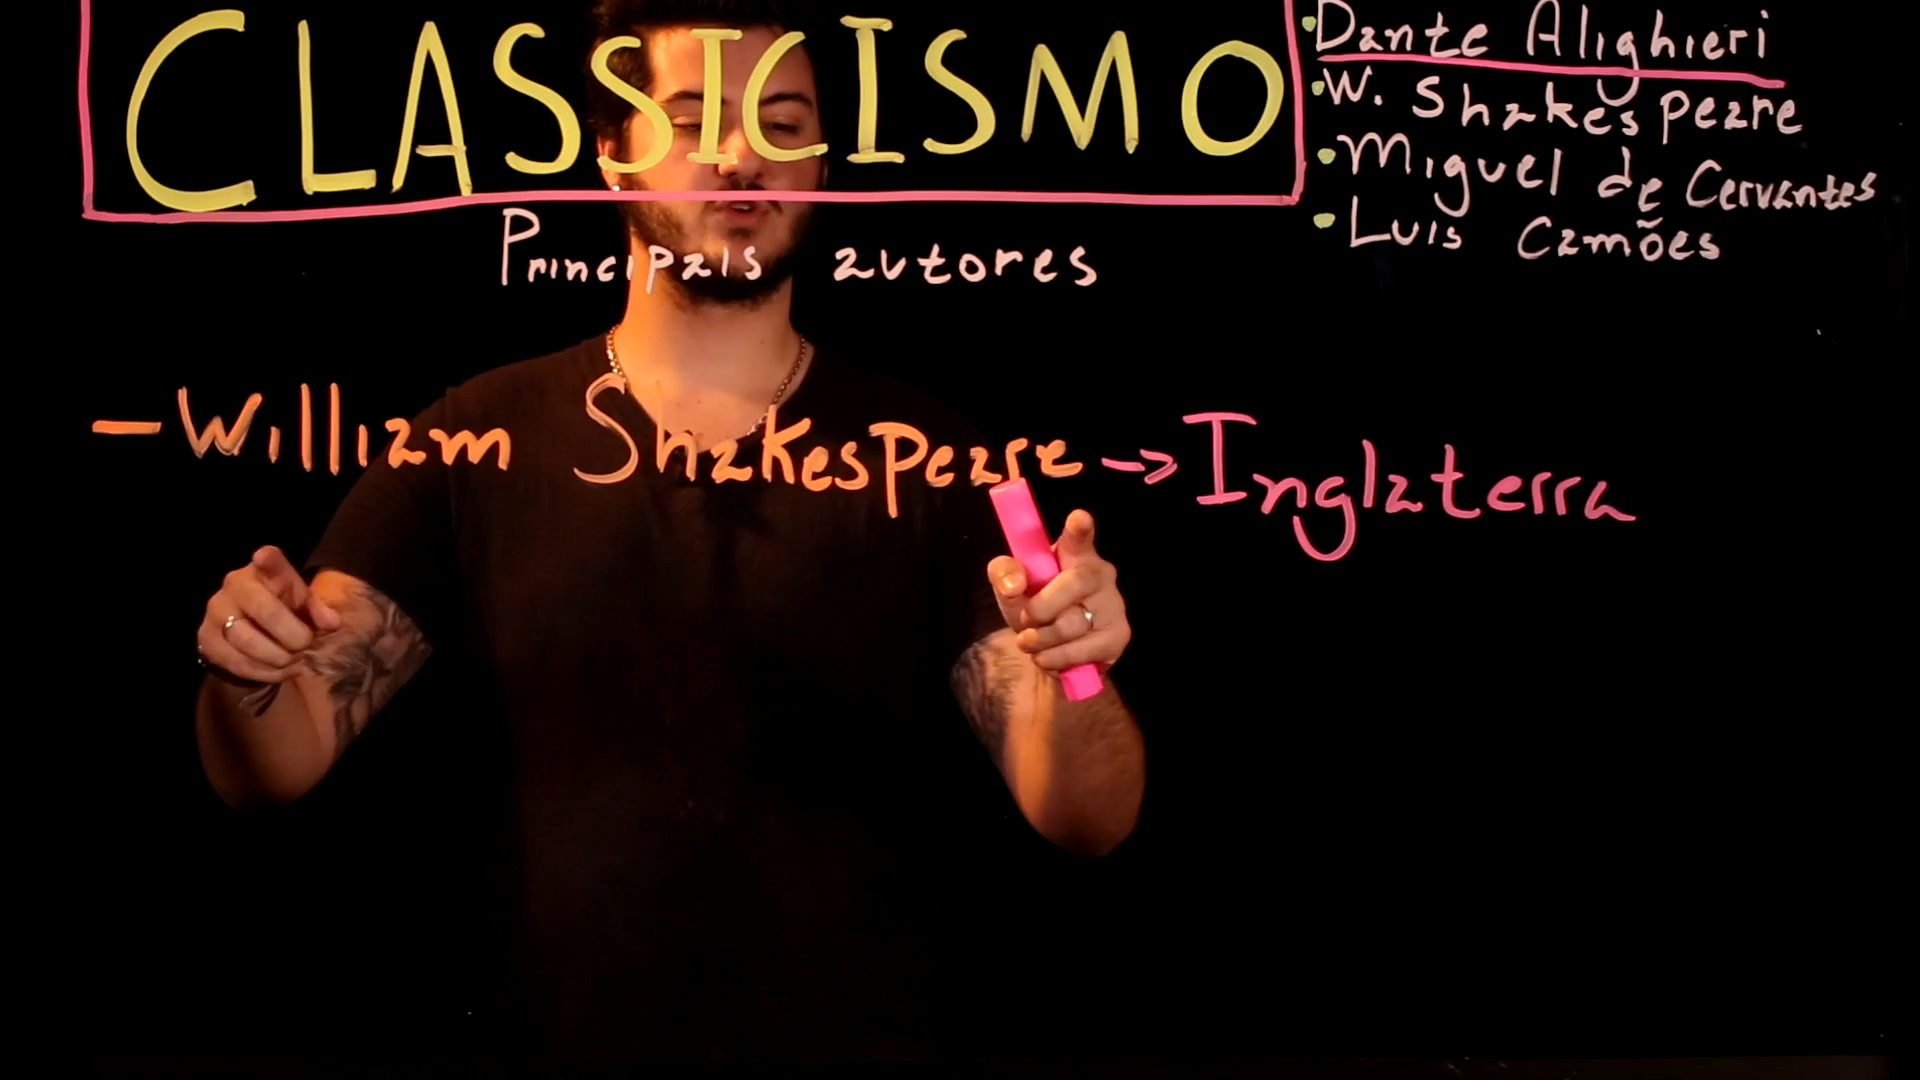 CLASSICISMO
Principais autores
• Dante Alighieri
• W. Shakespeare
• Miguel de Cervantes
• Luis Camões
- William Shakespeare -> Inglaterra